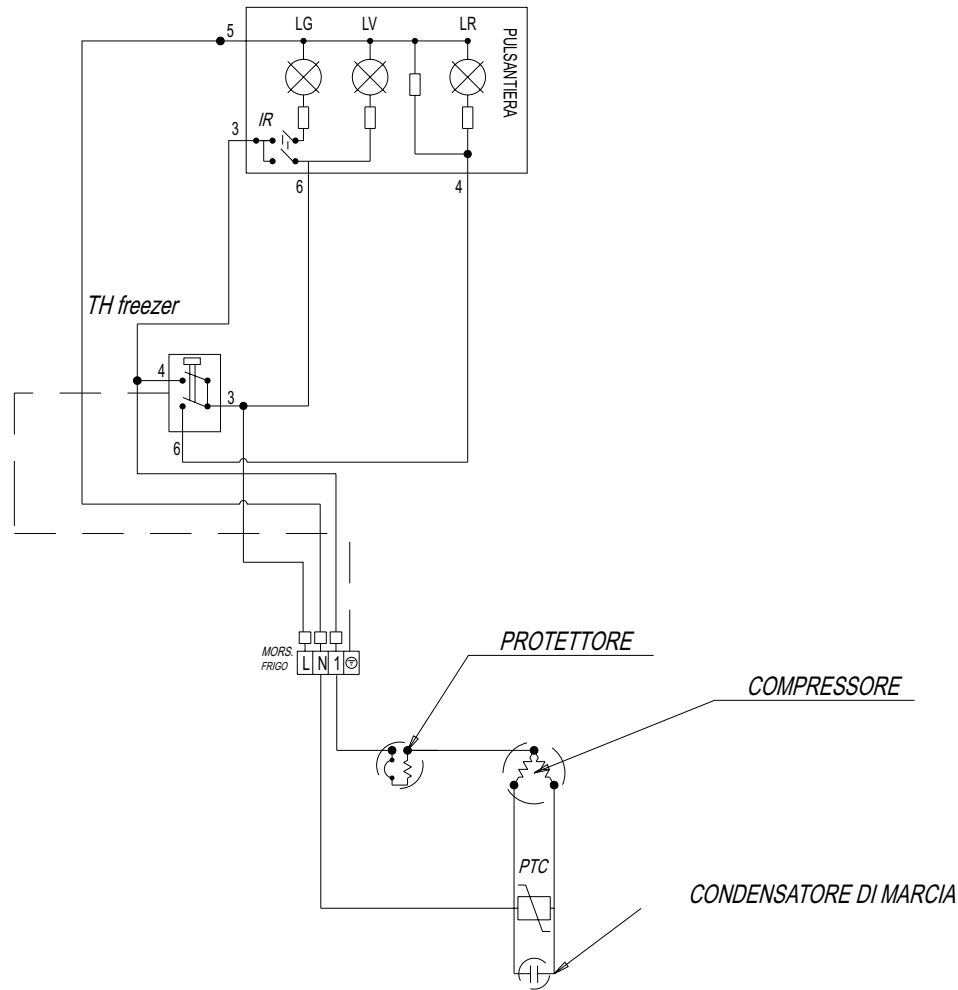 5
LG
LV
LR
PULSANTIERA
IR
3
6
4
TH freezer
4
3
6
MORS.
FRIGO
L N 1
PROTETTORE
COMPRESSORE
PTC
CONDENSATORE DI MARCIA